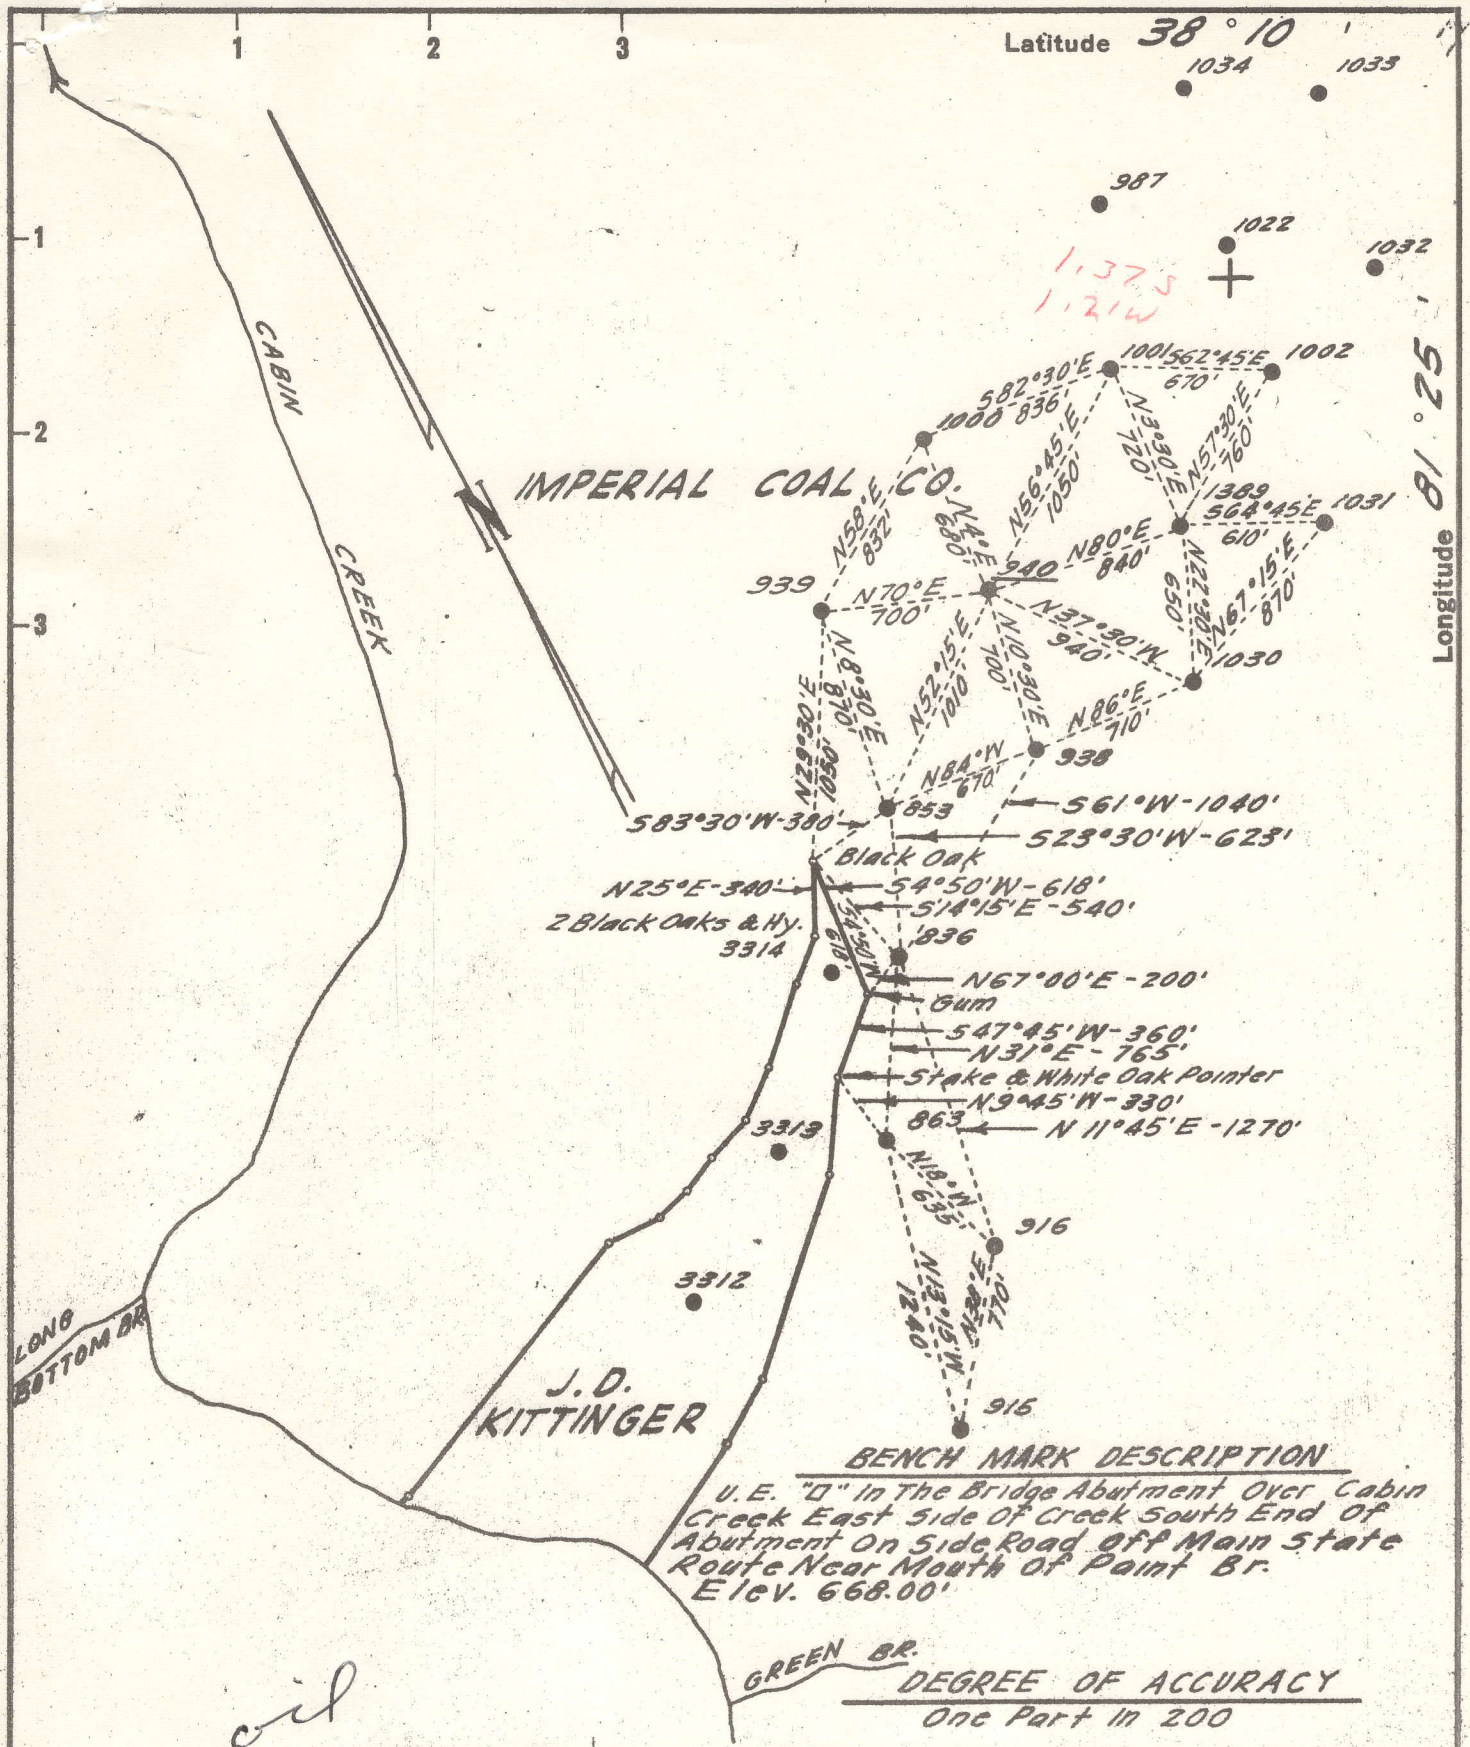 1 2 3
Latitude 38°10'
1034 1033
987
1
1022
1032
1.37 S
1.21 W
CABIN
CREEK
Longitude 81°25'
1001 S62°45'E 1002
670'
S82°30'E
836'
1000
2
N
IMPERIAL COAL CO.
N58°E
832'
N4°E
680'
N56°45'E
1050'
N3°30'E
720'
N57°30'E
760'
1389
S64°45'E 1031
610'
N80°E
840'
940
939
N70°E
700'
3
N37°30'W
940'
N22°30'E
650'
N67°15'E
870'
1030
N8°30'E
870'
N29°30'E
1050'
N52°15'E
1010'
N10°30'E
700'
N86°E
710'
938
N84°W
670'
853
S61°W-1040'
S83°30'W-380'
S23°30'W-623'
Black Oak
N25°E-340'
S4°50'W-618'
S14°15'E-540'
2 Black Oaks & Hy.
3314
S4°50'W
618'
836
N67°00'E-200'
Gum
S47°45'W-360'
N31°E-765'
Stake & White Oak Pointer
N9°45'W-330'
3313
863
N11°45'E-1270'
N18°W
635'
916
3312
N13°15'W
1240'
770'
LONG
BOTTOM BR.
J.D.
KITTINGER
915
BENCH MARK DESCRIPTION
U.E. "□" In The Bridge Abutment Over Cabin
Creek East Side Of Creek South End Of
Abutment On Side Road Off Main State
Route Near Mouth Of Paint Br.
Elev. 668.00'
GREEN BR.
DEGREE OF ACCURACY
One Part In 200
oil